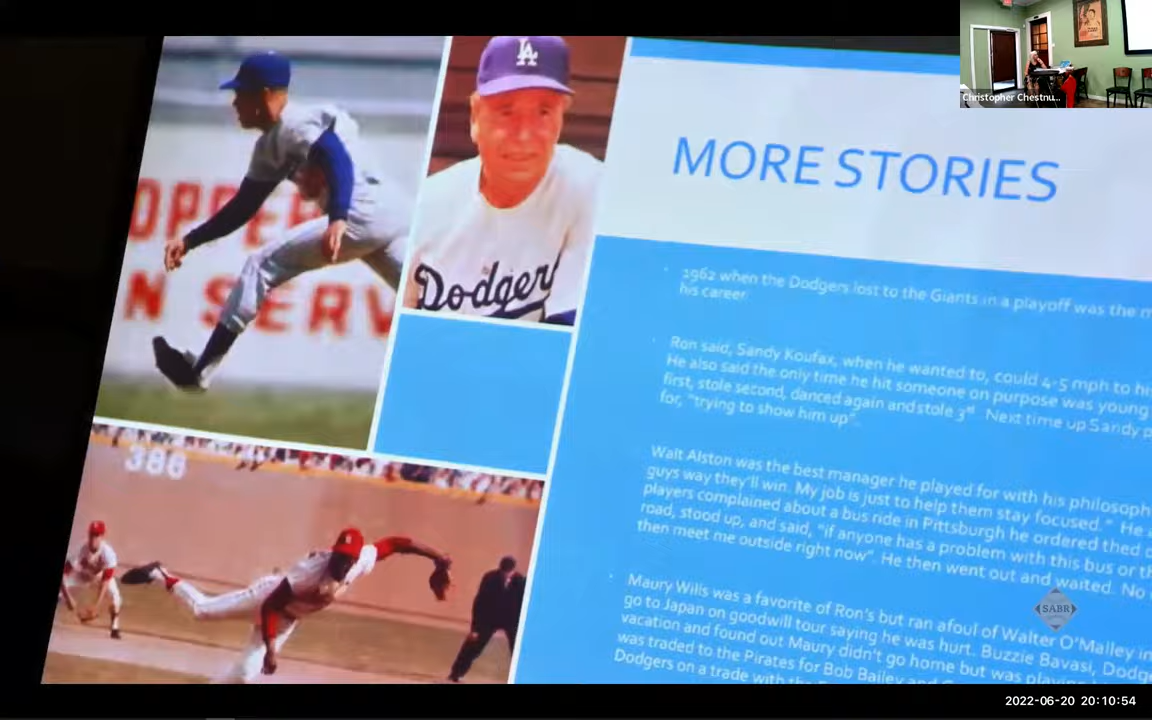 Christopher Chestnu...
LA
Dodgers
OPPER
N SERV
386
MORE STORIES
1962 when the Dodgers lost to the Giants in a playoff was the m
his career.
Ron said, Sandy Koufax, when he wanted to, could 4-5 mph to hi
He also said the only time he hit someone on purpose was young
first, stole second, danced again and stole 3rd. Next time up Sandy p
for, "trying to show him up".
Walt Alston was the best manager he played for with his philosoph
guys way they'll win. My job is just to help them stay focused." He
players complained about a bus ride in Pittsburgh he ordered thed
road, stood up, and said, "if anyone has a problem with this bus or th
then meet me outside right now". He then went out and waited. No
Maury Wills was a favorite of Ron's but ran afoul of Walter O'Malley in
go to Japan on goodwill tour saying he was hurt. Buzzie Bavasi, Dodg
vacation and found out Maury didn't go home but was playing
was traded to the Pirates for Bob Bailey and
Dodgers on a trade with the
SABR
2022-06-20 20:10:54